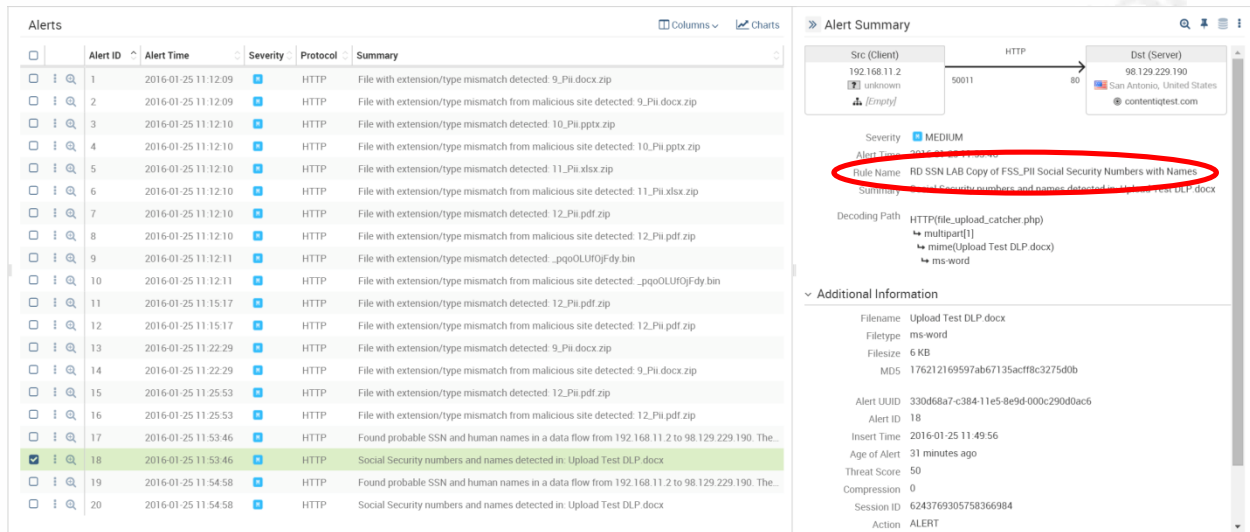 Alerts
Columns
Charts
Alert ID Alert Time Severity Protocol Summary
1 2016-01-25 11:12:09 HTTP File with extension/type mismatch detected: 9_Pii.docx.zip
2 2016-01-25 11:12:09 HTTP File with extension/type mismatch from malicious site detected: 9_Pii.docx.zip
3 2016-01-25 11:12:10 HTTP File with extension/type mismatch detected: 10_Pii.pptx.zip
4 2016-01-25 11:12:10 HTTP File with extension/type mismatch from malicious site detected: 10_Pii.pptx.zip
5 2016-01-25 11:12:10 HTTP File with extension/type mismatch detected: 11_Pii.xlsx.zip
6 2016-01-25 11:12:10 HTTP File with extension/type mismatch from malicious site detected: 11_Pii.xlsx.zip
7 2016-01-25 11:12:10 HTTP File with extension/type mismatch detected: 12_Pii.pdf.zip
8 2016-01-25 11:12:10 HTTP File with extension/type mismatch from malicious site detected: 12_Pii.pdf.zip
9 2016-01-25 11:12:11 HTTP File with extension/type mismatch detected: _pqoOLUfOjFdy.bin
10 2016-01-25 11:12:11 HTTP File with extension/type mismatch from malicious site detected: _pqoOLUfOjFdy.bin
11 2016-01-25 11:15:17 HTTP File with extension/type mismatch detected: 12_Pii.pdf.zip
12 2016-01-25 11:15:17 HTTP File with extension/type mismatch from malicious site detected: 12_Pii.pdf.zip
13 2016-01-25 11:22:29 HTTP File with extension/type mismatch detected: 9_Pii.docx.zip
14 2016-01-25 11:22:29 HTTP File with extension/type mismatch from malicious site detected: 9_Pii.docx.zip
15 2016-01-25 11:25:53 HTTP File with extension/type mismatch detected: 12_Pii.pdf.zip
16 2016-01-25 11:25:53 HTTP File with extension/type mismatch from malicious site detected: 12_Pii.pdf.zip
17 2016-01-25 11:53:46 HTTP Found probable SSN and human names in a data flow from 192.168.11.2 to 98.129.229.190. The...
18 2016-01-25 11:53:46 HTTP Social Security numbers and names detected in: Upload Test DLP.docx
19 2016-01-25 11:54:58 HTTP Found probable SSN and human names in a data flow from 192.168.11.2 to 98.129.229.190. The...
20 2016-01-25 11:54:58 HTTP Social Security numbers and names detected in: Upload Test DLP.docx
Alert Summary
Src (Client)
192.168.11.2
? unknown
[Empty]
HTTP
50011 80
Dst (Server)
98.129.229.190
San Antonio, United States
contentiqtest.com
Severity MEDIUM
Alert Time 2016-01-25 11:53:46
Rule Name RD SSN LAB Copy of FSS_PII Social Security Numbers with Names
Summary Social Security numbers and names detected in: Upload Test DLP.docx
Decoding Path HTTP(file_upload_catcher.php)
multipart[1]
mime(Upload Test DLP.docx)
ms-word
Additional Information
Filename Upload Test DLP.docx
Filetype ms-word
Filesize 6 KB
MD5 176212169597ab67135acff8c3275d0b
Alert UUID 330d68a7-c384-11e5-8e9d-000c290d0ac6
Alert ID 18
Insert Time 2016-01-25 11:49:56
Age of Alert 31 minutes ago
Threat Score 50
Compression 0
Session ID 6243769305758366984
Action ALERT